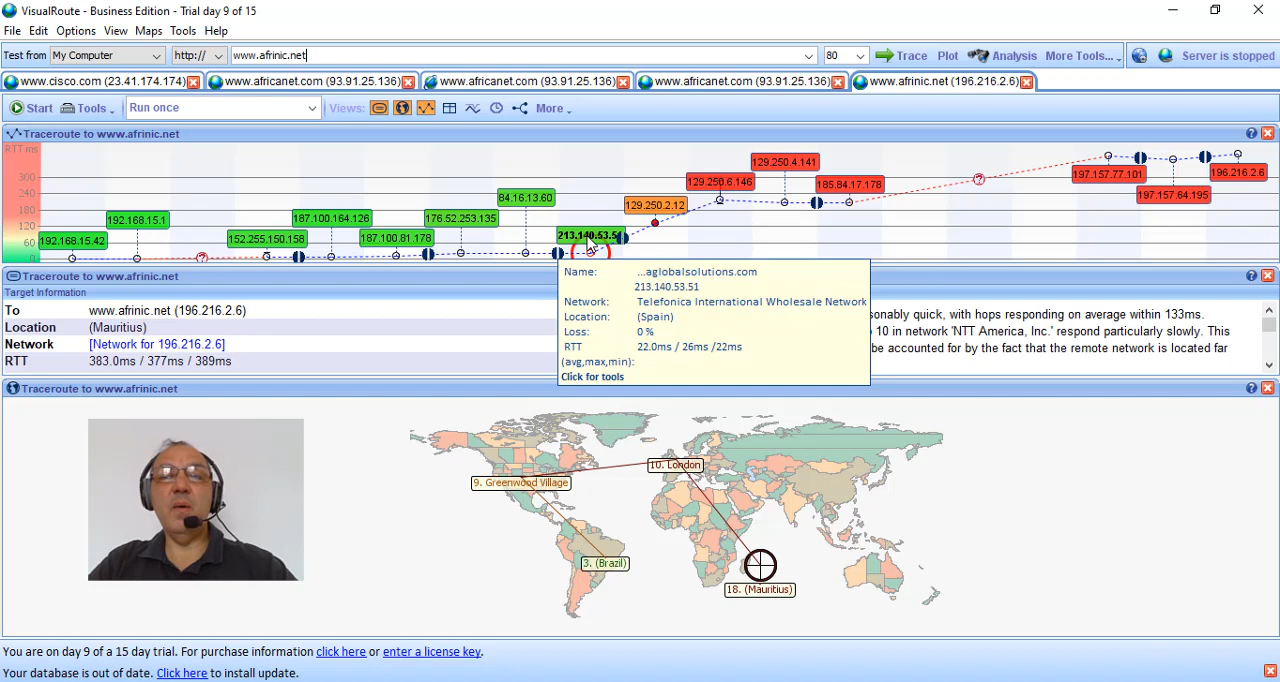 VisualRoute - Business Edition - Trial day 9 of 15
File Edit Options View Maps Tools Help
Test from My Computer http:// www.afrinic.net 80 Trace Plot Analysis More Tools... Server is stopped
www.cisco.com (23.41.174.174) www.africanet.com (93.91.25.136) www.africanet.com (93.91.25.136) www.africanet.com (93.91.25.136) www.afrinic.net (196.216.2.6)
Start Tools Run once Views: More
Traceroute to www.afrinic.net
RTT ms
300
240
180
120
60
0
192.168.15.42
192.168.15.1
152.255.150.158
187.100.164.126
187.100.81.178
176.52.253.135
84.16.13.60
213.140.53.51
129.250.2.12
129.250.6.146
129.250.4.141
185.84.17.178
197.157.77.101
197.157.64.195
196.216.2.6
Name: ...aglobalsolutions.com
213.140.53.51
Network: Telefonica International Wholesale Network
Location: (Spain)
Loss: 0 %
RTT 22.0ms / 26ms /22ms
(avg,max,min):
Click for tools
Traceroute to www.afrinic.net
Target Information
To www.afrinic.net (196.216.2.6)
Location (Mauritius)
Network [Network for 196.216.2.6]
RTT 383.0ms / 377ms / 389ms
sonably quick, with hops responding on average within 133ms.
10 in network 'NTT America, Inc.' respond particularly slowly. This
be accounted for by the fact that the remote network is located far
Traceroute to www.afrinic.net
10. London
9. Greenwood Village
3. (Brazil)
18. (Mauritius)
You are on day 9 of a 15 day trial. For purchase information click here or enter a license key.
Your database is out of date. Click here to install update.